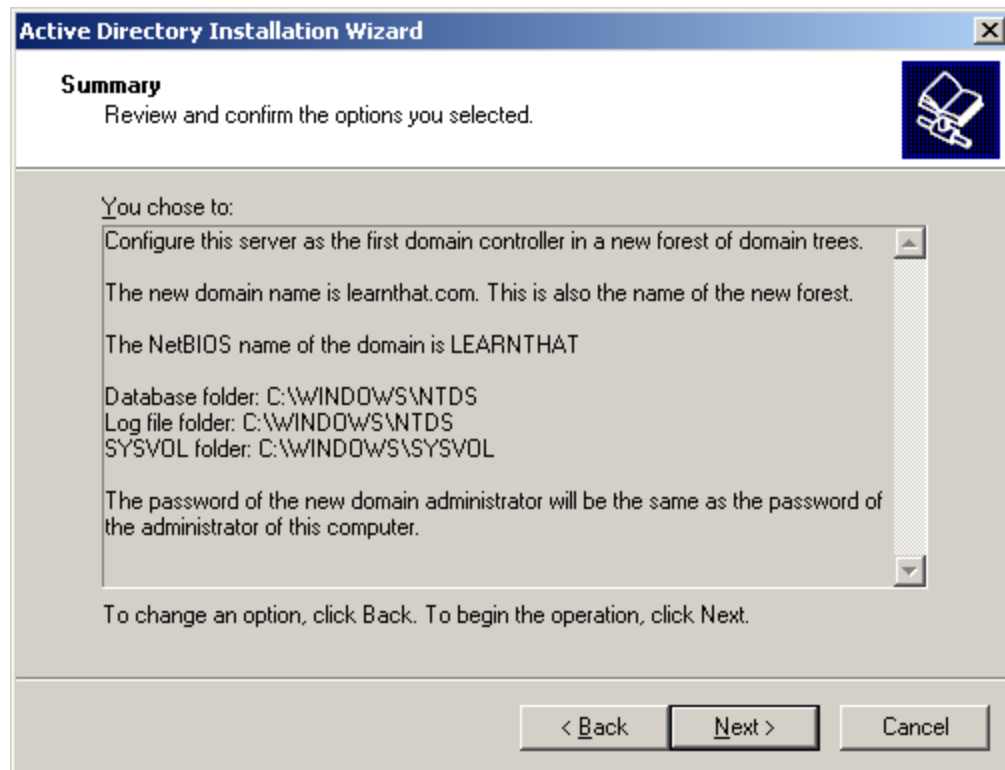 Active Directory Installation Wizard
Summary
Review and confirm the options you selected.
You chose to:
Configure this server as the first domain controller in a new forest of domain trees.
The new domain name is learnthat.com. This is also the name of the new forest.
The NetBIOS name of the domain is LEARNTHAT
Database folder: C:\WINDOWS\NTDS
Log file folder: C:\WINDOWS\NTDS
SYSVOL folder: C:\WINDOWS\SYSVOL
The password of the new domain administrator will be the same as the password of
the administrator of this computer.
To change an option, click Back. To begin the operation, click Next.
< Back
Next >
Cancel